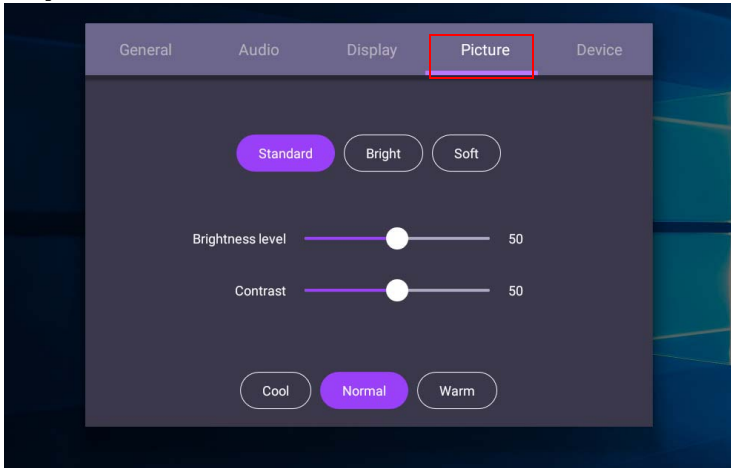 General Audio Display Picture Device
Standard Bright Soft
Brightness level 50
Contrast 50
Cool Normal Warm